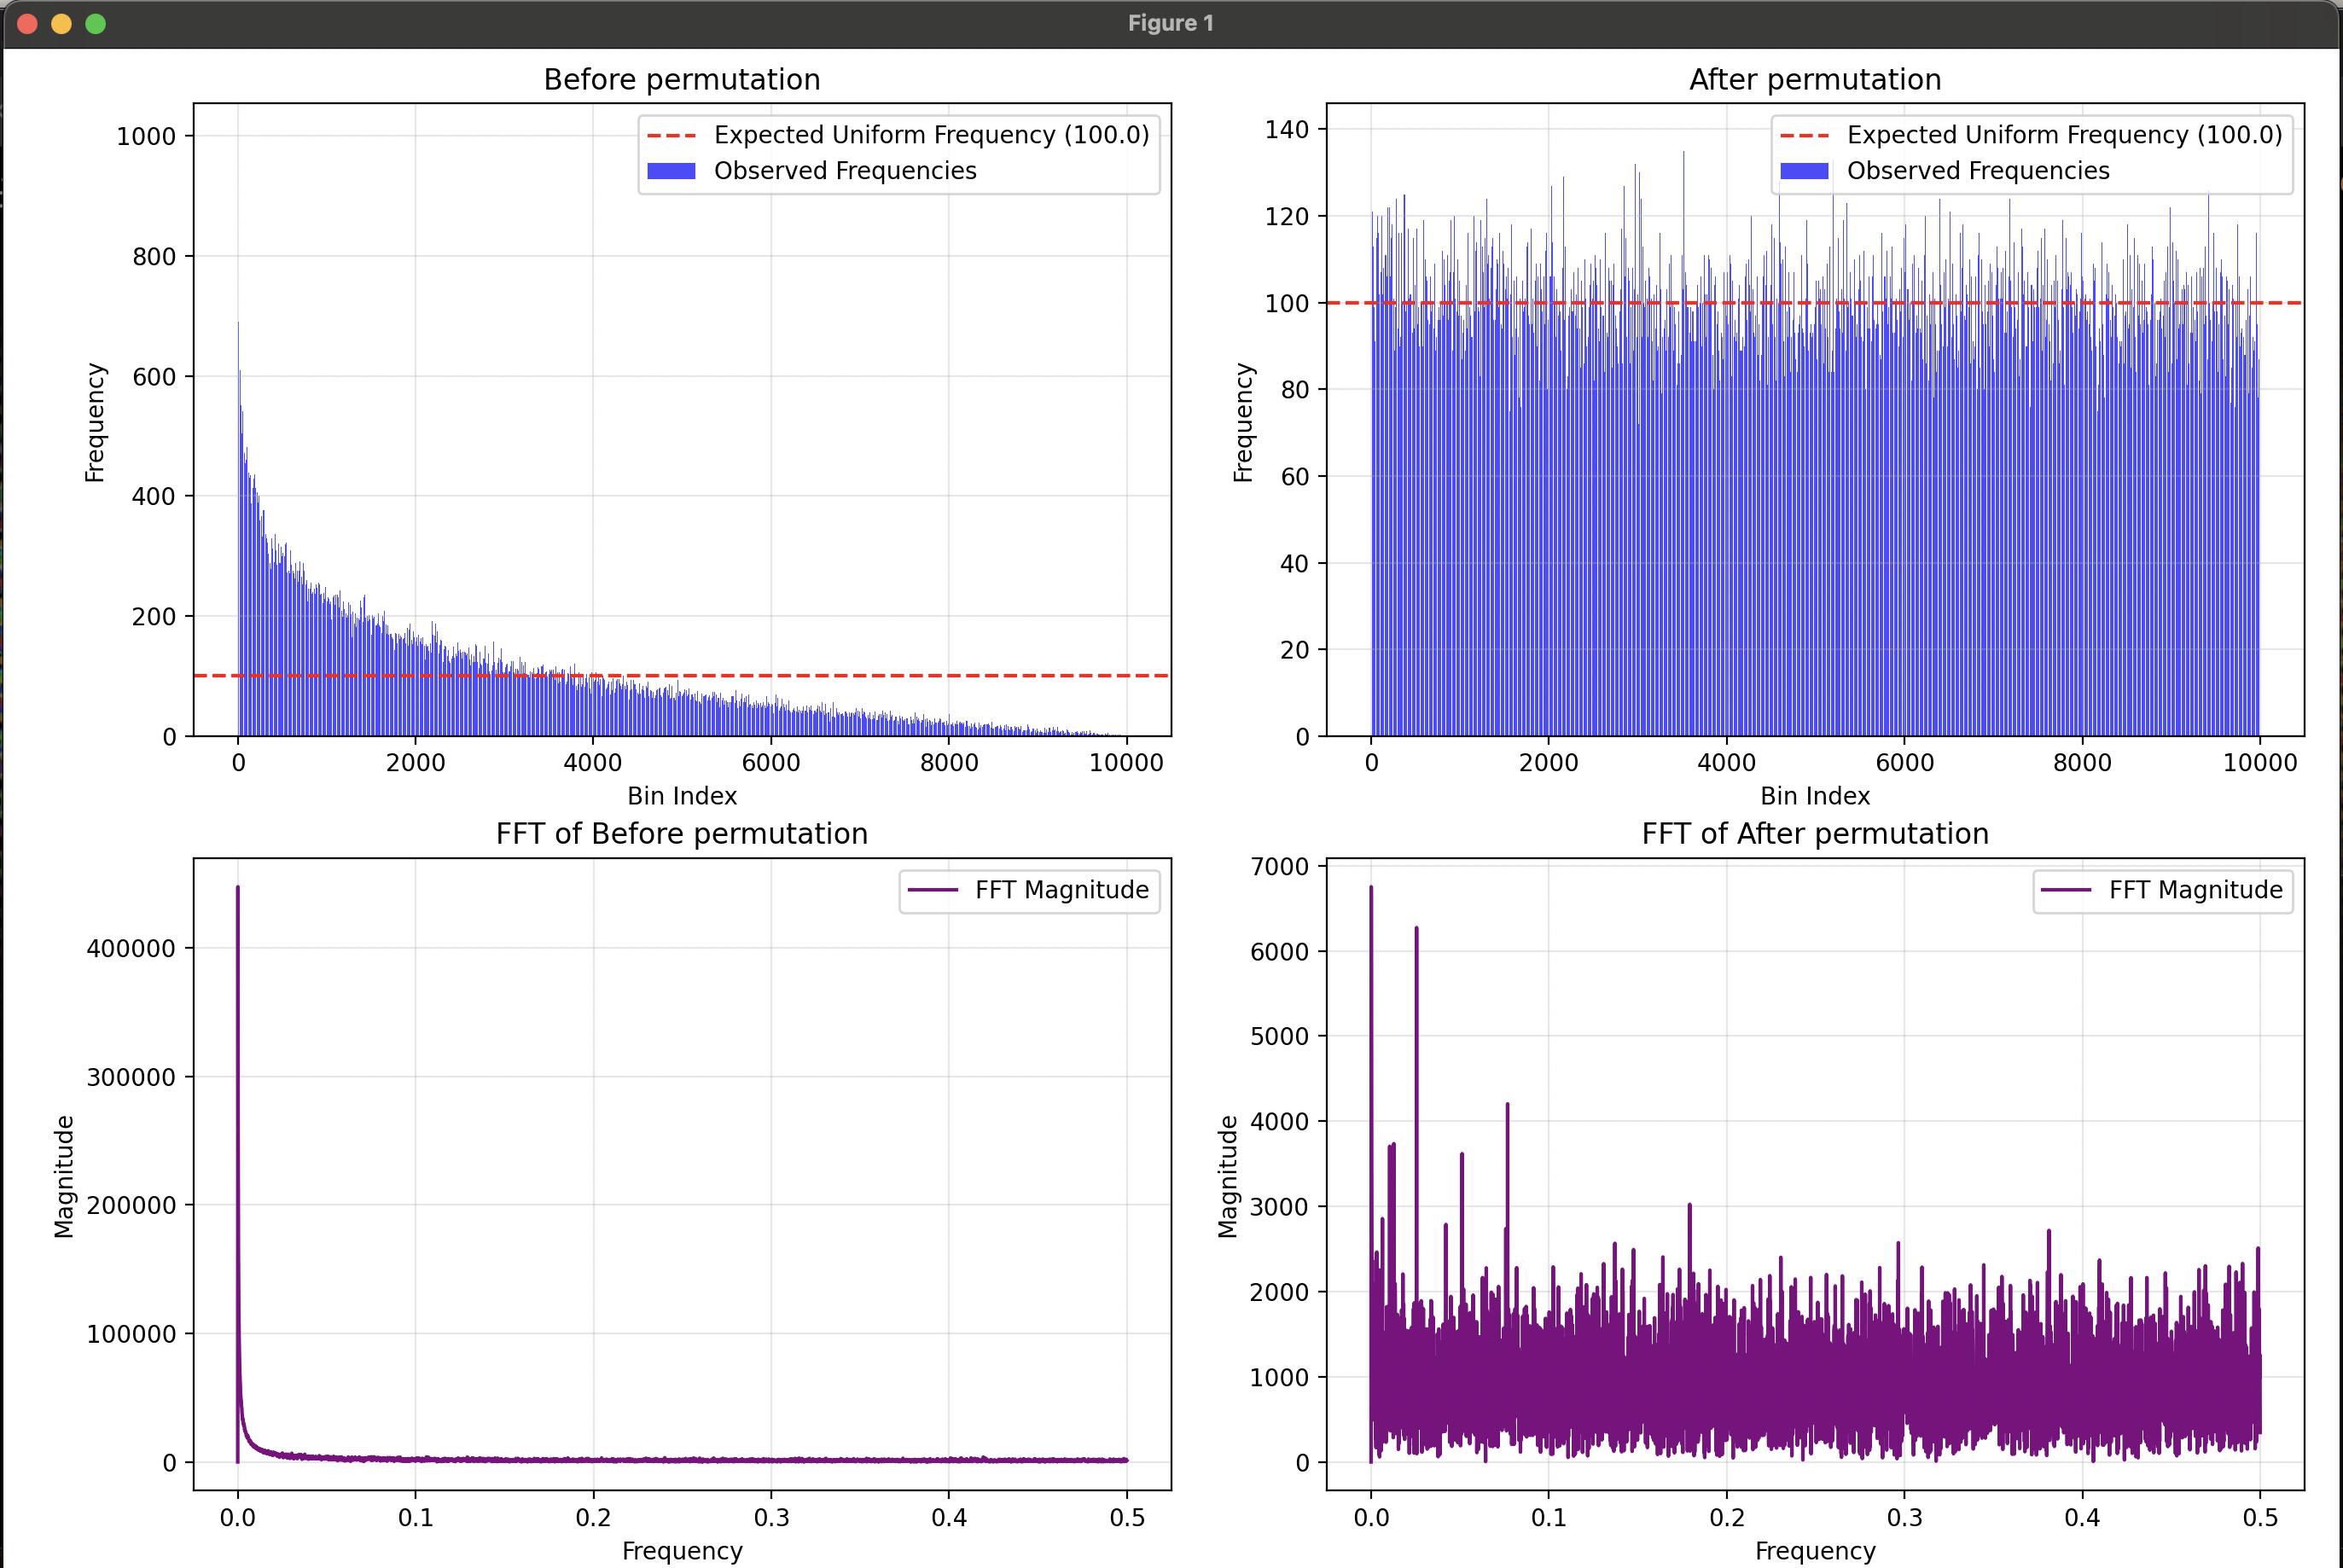 Figure 1
Before permutation
1000
800
600
400
200
0
Frequency
Expected Uniform Frequency (100.0)
Observed Frequencies
0 2000 4000 6000 8000 10000
Bin Index
After permutation
140
120
100
80
60
40
20
0
Frequency
Expected Uniform Frequency (100.0)
Observed Frequencies
0 2000 4000 6000 8000 10000
Bin Index
FFT of Before permutation
400000
300000
200000
100000
0
Magnitude
FFT Magnitude
0.0 0.1 0.2 0.3 0.4 0.5
Frequency
FFT of After permutation
7000
6000
5000
4000
3000
2000
1000
0
Magnitude
FFT Magnitude
0.0 0.1 0.2 0.3 0.4 0.5
Frequency